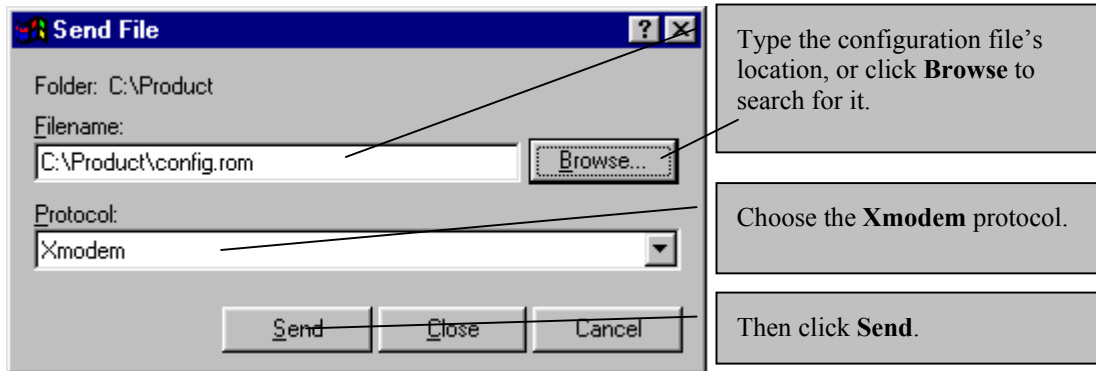 Send File
Folder: C:\Product
Filename:
C:\Product\config.rom
Browse...
Protocol:
Xmodem
Send
Close
Cancel
Type the configuration file's
location, or click Browse to
search for it.
Choose the Xmodem protocol.
Then click Send.